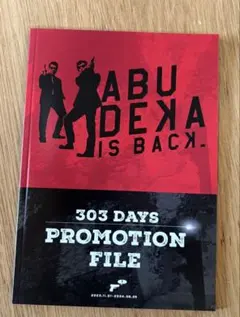 ABU
DEKA
IS BACK.
303 DAYS
PROMOTION
FILE